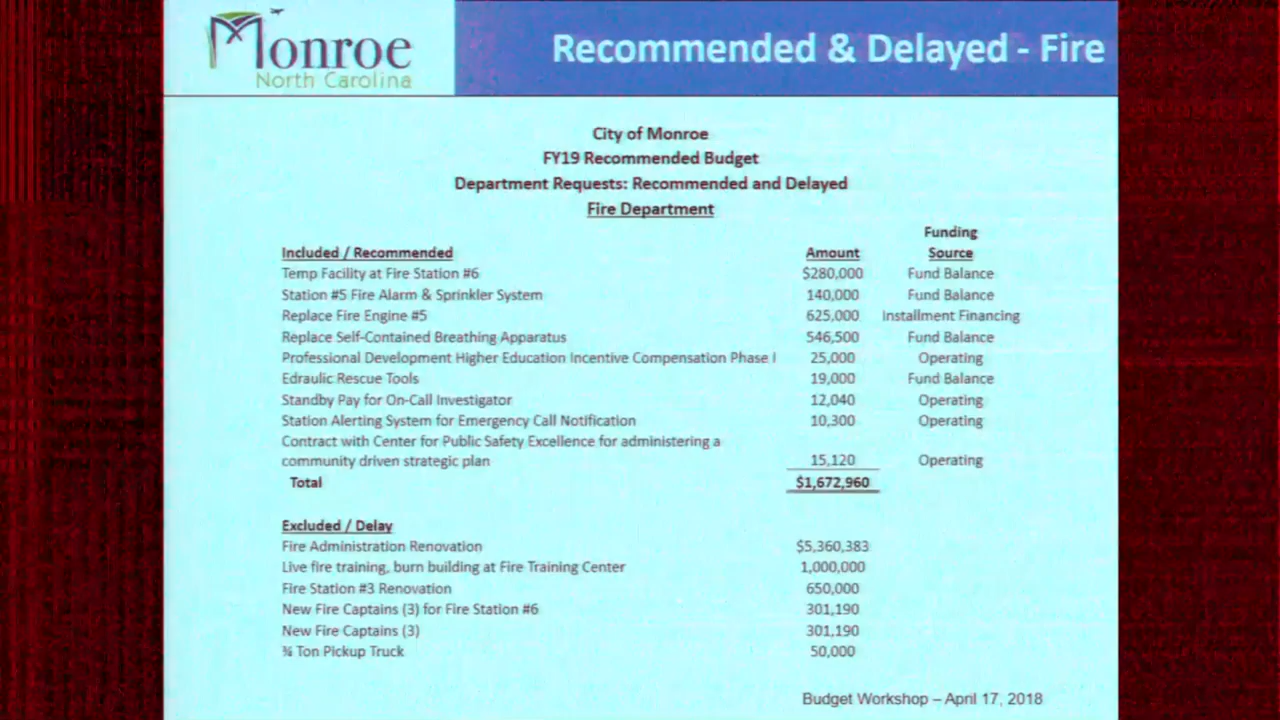 Monroe
North Carolina
Recommended & Delayed - Fire
City of Monroe
FY19 Recommended Budget
Department Requests: Recommended and Delayed
Fire Department
Included / Recommended Amount Funding Source
Temp Facility at Fire Station #6 $280,000 Fund Balance
Station #5 Fire Alarm & Sprinkler System 140,000 Fund Balance
Replace Fire Engine #5 625,000 Installment Financing
Replace Self-Contained Breathing Apparatus 546,500 Fund Balance
Professional Development Higher Education Incentive Compensation Phase I 25,000 Operating
Edraulic Rescue Tools 19,000 Fund Balance
Standby Pay for On-Call Investigator 12,040 Operating
Station Alerting System for Emergency Call Notification 10,300 Operating
Contract with Center for Public Safety Excellence for administering a
community driven strategic plan 15,120 Operating
Total $1,672,960
Excluded / Delay
Fire Administration Renovation $5,360,383
Live fire training, burn building at Fire Training Center 1,000,000
Fire Station #3 Renovation 650,000
New Fire Captains (3) for Fire Station #6 301,190
New Fire Captains (3) 301,190
¾ Ton Pickup Truck 50,000
Budget Workshop – April 17, 2018